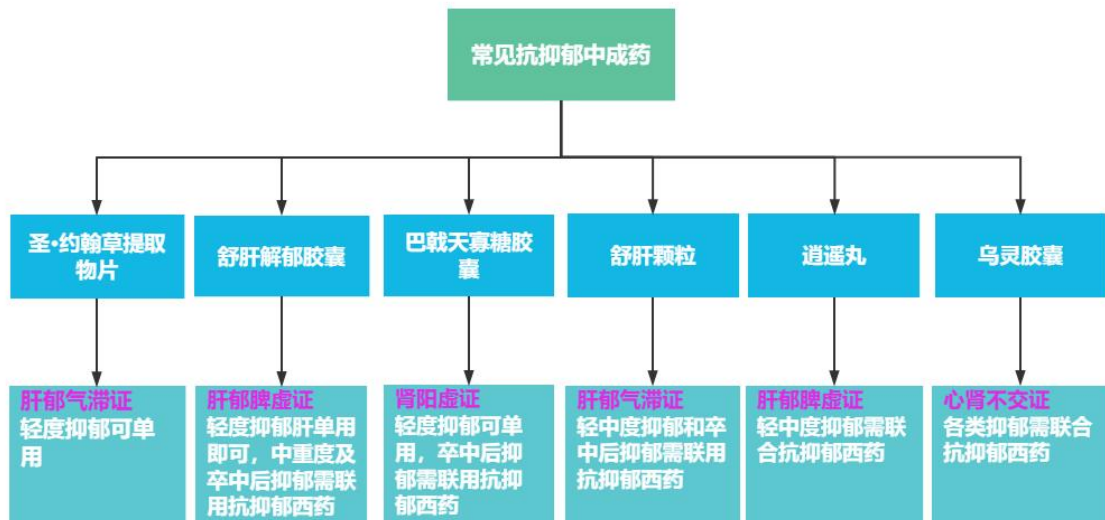 常见抗抑郁中成药
圣·约翰草提取
物片
舒肝解郁胶囊
巴戟天寡糖胶
囊
舒肝颗粒
逍遥丸
乌灵胶囊
肝郁气滞证
轻度抑郁可单
用
肝郁脾虚证
轻度抑郁肝单用
即可，中重度及
卒中后抑郁需联
用抗抑郁西药
肾阳虚证
轻度抑郁可单
用，卒中后抑
郁需联用抗抑
郁西药
肝郁气滞证
轻中度抑郁和卒
中后抑郁需联用
抗抑郁西药
肝郁脾虚证
轻中度抑郁需联
合抗抑郁西药
心肾不交证
各类抑郁需联合
抗抑郁西药